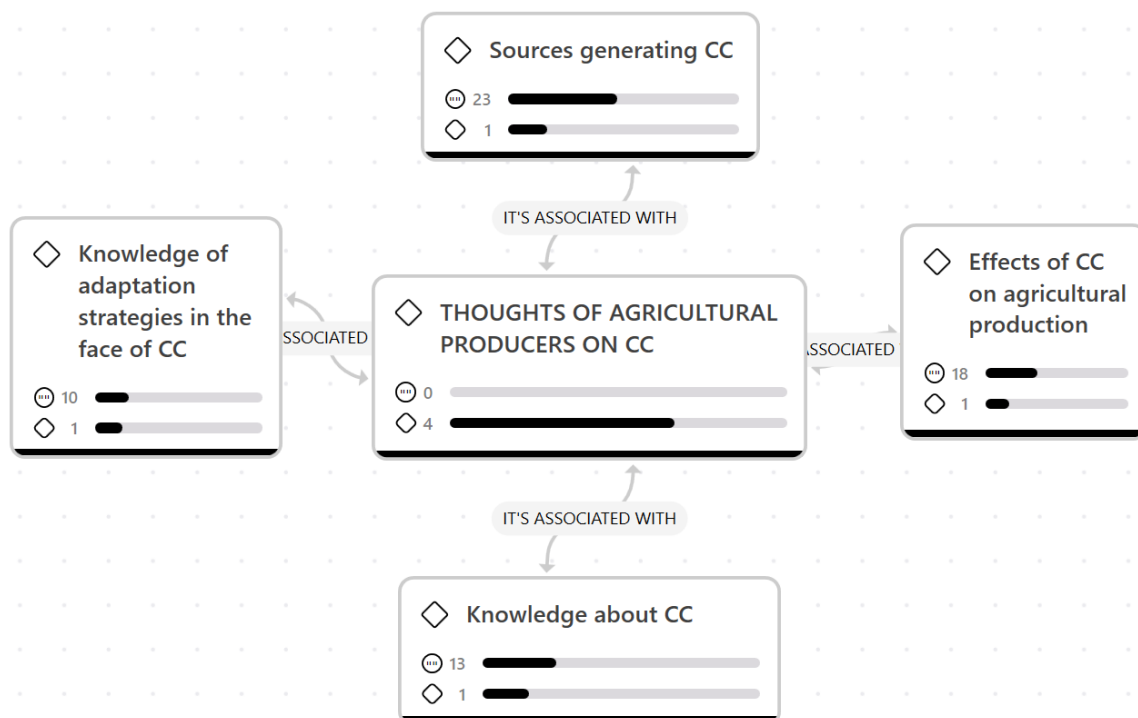 Sources generating CC
23
1
IT'S ASSOCIATED WITH
Knowledge of
adaptation
strategies in the
face of CC
10
1
ASSOCIATED
THOUGHTS OF AGRICULTURAL
PRODUCERS ON CC
0
4
ASSOCIATED
Effects of CC
on agricultural
production
18
1
IT'S ASSOCIATED WITH
Knowledge about CC
13
1